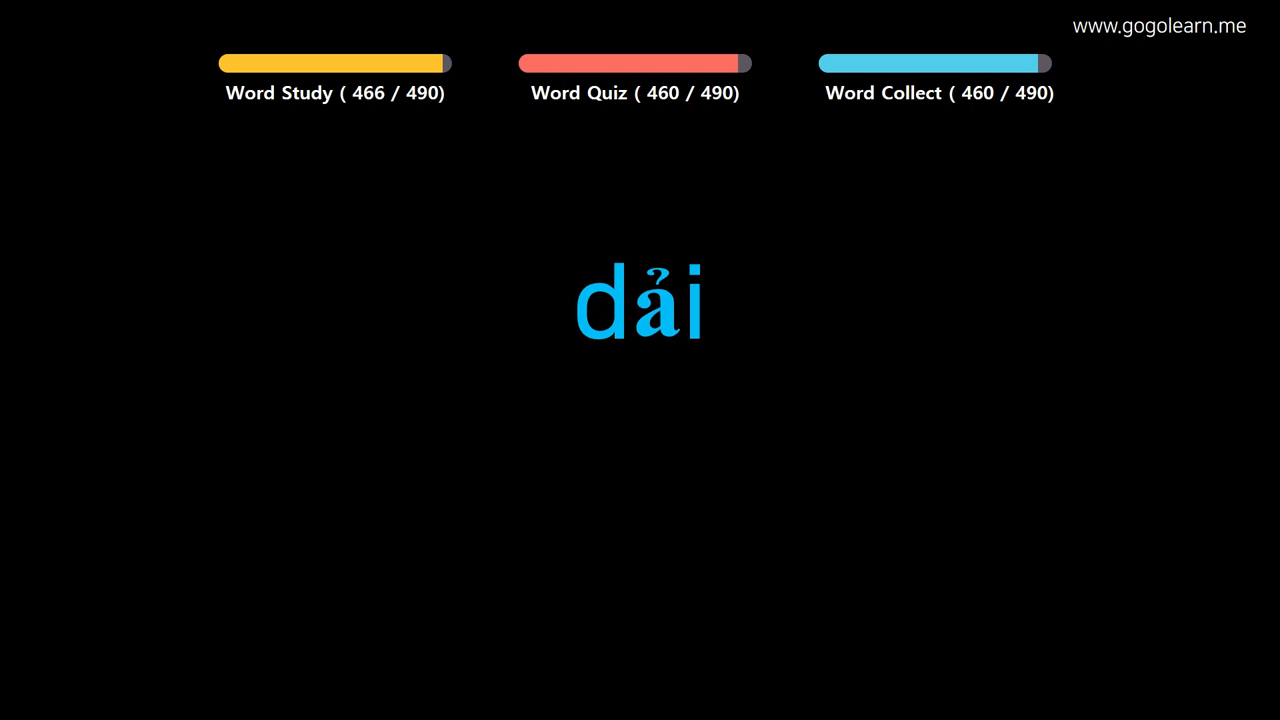 www.gogolearn.me
Word Study ( 466 / 490)
Word Quiz ( 460 / 490)
Word Collect ( 460 / 490)
dải